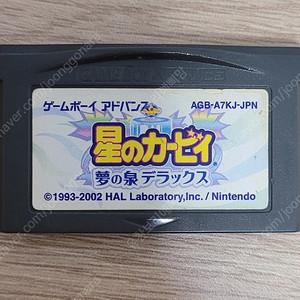 ゲームボーイ アドバンス AGB-A7KJ-JPN
星のカービィ
夢の泉デラックス
©1993-2002 HAL Laboratory,Inc. / Nintendo